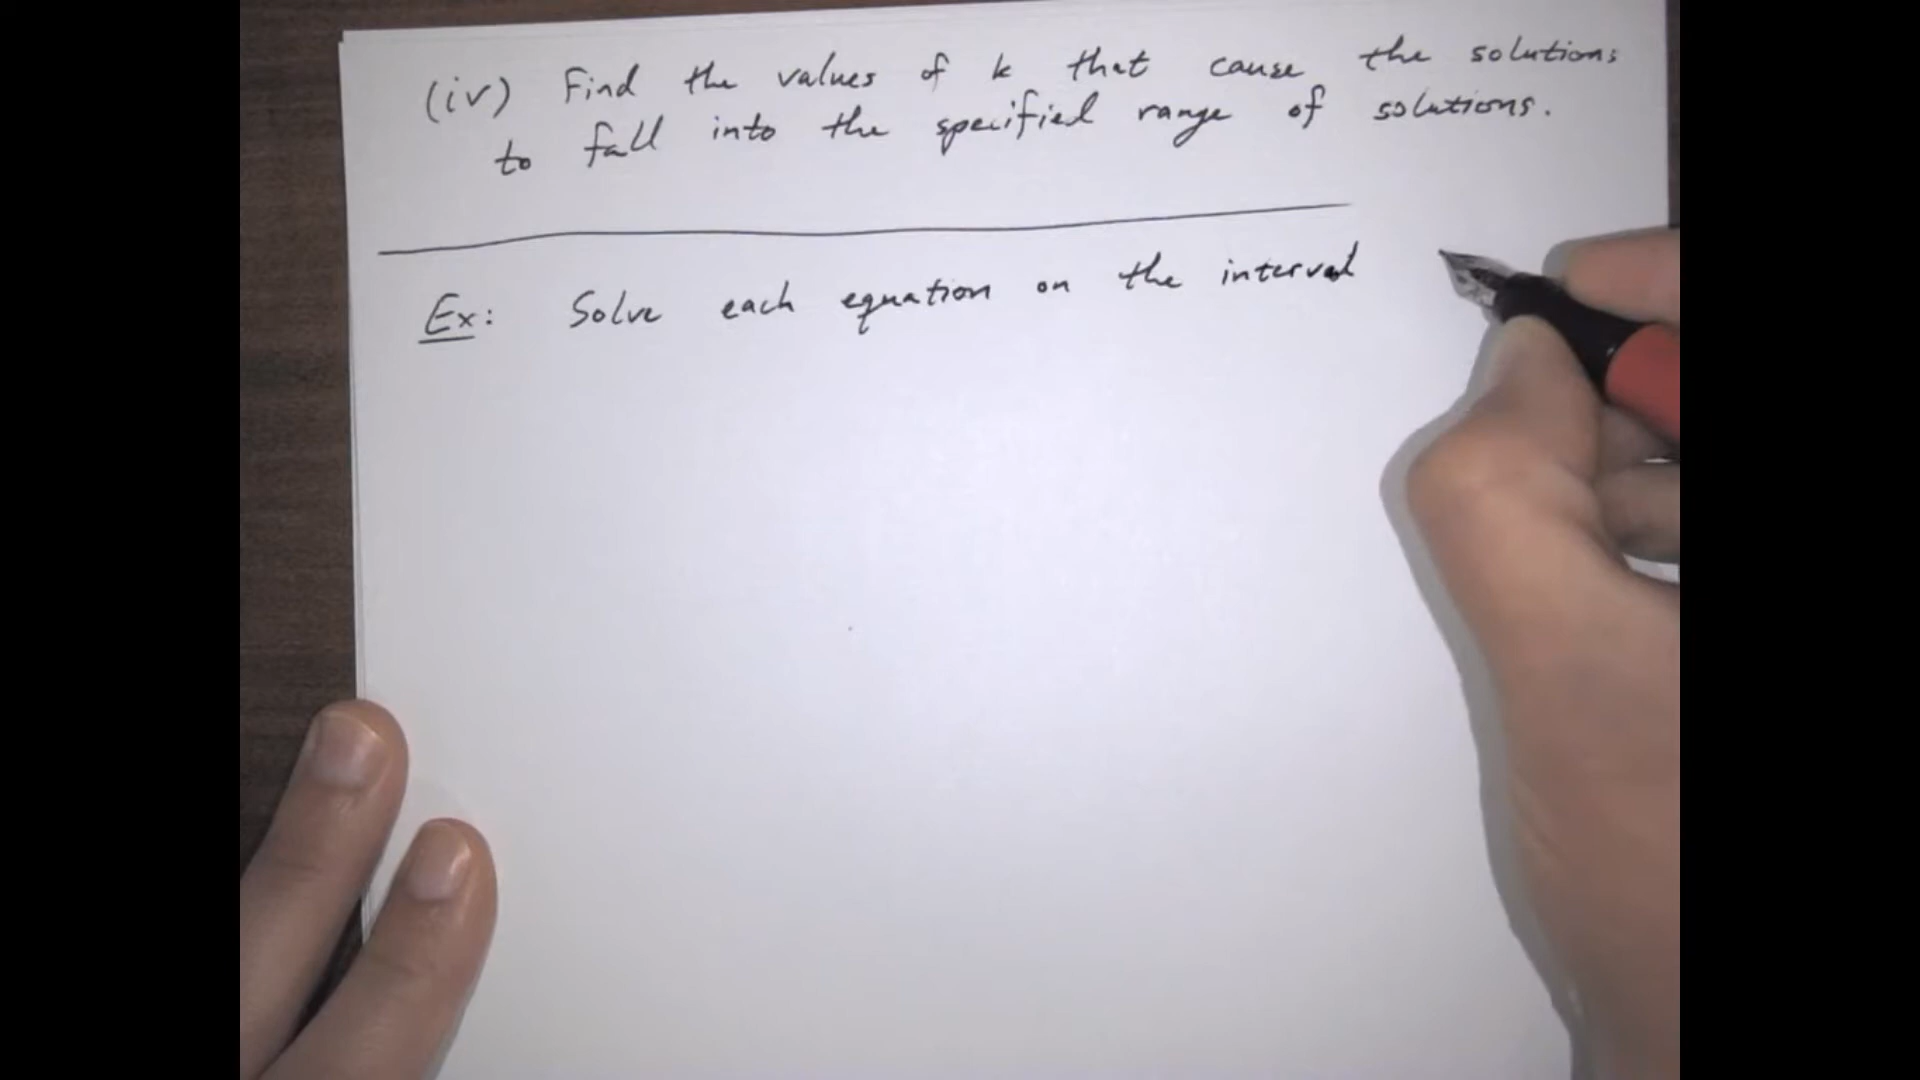 (iv) Find the values of k that cause the solutions
to fall into the specified range of solutions.
Ex: Solve each equation on the interval